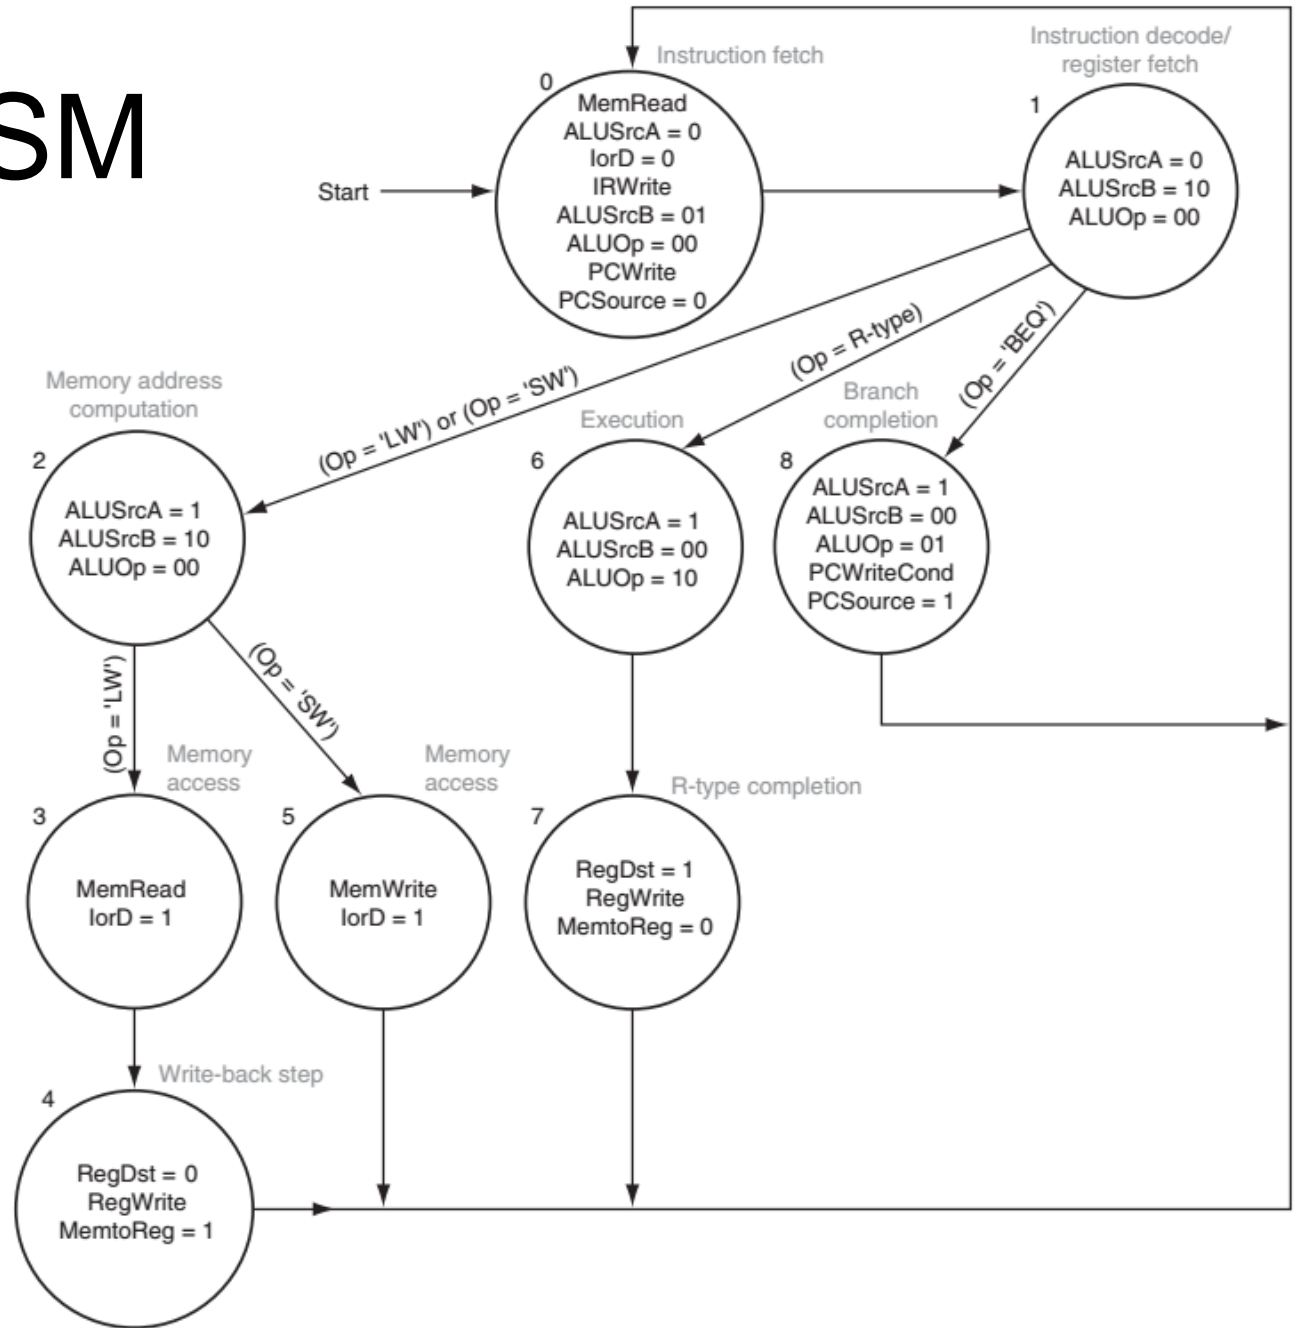 SM
Instruction fetch
0
MemRead
ALUSrcA = 0
IorD = 0
IRWrite
ALUSrcB = 01
ALUOp = 00
PCWrite
PCSource = 0
Start
Instruction decode/
register fetch
1
ALUSrcA = 0
ALUSrcB = 10
ALUOp = 00
(Op = 'LW') or (Op = 'SW')
(Op = R-type)
(Op = 'BEQ')
Memory address
computation
2
ALUSrcA = 1
ALUSrcB = 10
ALUOp = 00
Execution
6
ALUSrcA = 1
ALUSrcB = 00
ALUOp = 10
Branch
completion
8
ALUSrcA = 1
ALUSrcB = 00
ALUOp = 01
PCWriteCond
PCSource = 1
(Op = 'LW')
(Op = 'SW')
Memory
access
3
MemRead
IorD = 1
Memory
access
5
MemWrite
IorD = 1
R-type completion
7
RegDst = 1
RegWrite
MemtoReg = 0
Write-back step
4
RegDst = 0
RegWrite
MemtoReg = 1